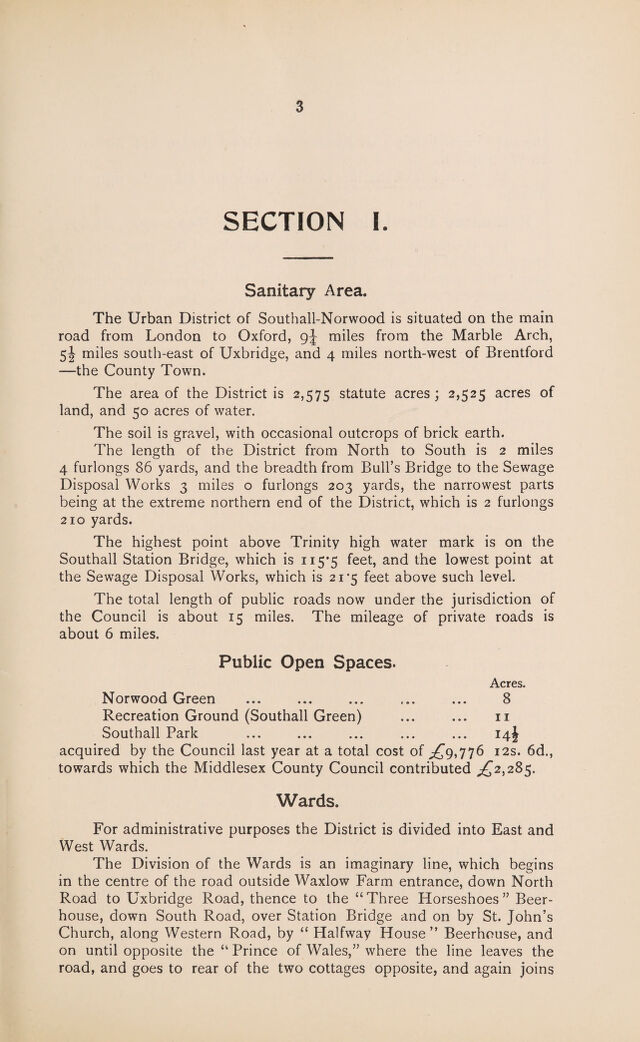 3
SECTION I.
Sanitary Area.
The Urban District of Southall-Norwood is situated on the main
road from London to Oxford, 9¼ miles from the Marble Arch,
5½ miles south-east of Uxbridge, and 4 miles north-west of Brentford
—the County Town.
The area of the District is 2,575 statute acres; 2,525 acres of
land, and 50 acres of water.
The soil is gravel, with occasional outcrops of brick earth.
The length of the District from North to South is 2 miles
4 furlongs 86 yards, and the breadth from Bull's Bridge to the Sewage
Disposal Works 3 miles 0 furlongs 203 yards, the narrowest parts
being at the extreme northern end of the District, which is 2 furlongs
210 yards.
The highest point above Trinity high water mark is on the
Southall Station Bridge, which is 115·5 feet, and the lowest point at
the Sewage Disposal Works, which is 21·5 feet above such level.
The total length of public roads now under the jurisdiction of
the Council is about 15 miles. The mileage of private roads is
about 6 miles.
Public Open Spaces.
Acres.
Norwood Green ... ... ... ... ... 8
Recreation Ground (Southall Green) ... ... 11
Southall Park ... ... ... ... ... 14½
acquired by the Council last year at a total cost of £9,776 12s. 6d.,
towards which the Middlesex County Council contributed £2,285.
Wards.
For administrative purposes the District is divided into East and
West Wards.
The Division of the Wards is an imaginary line, which begins
in the centre of the road outside Waxlow Farm entrance, down North
Road to Uxbridge Road, thence to the "Three Horseshoes" Beer-
house, down South Road, over Station Bridge and on by St. John's
Church, along Western Road, by "Halfway House" Beerhouse, and
on until opposite the "Prince of Wales," where the line leaves the
road, and goes to rear of the two cottages opposite, and again joins